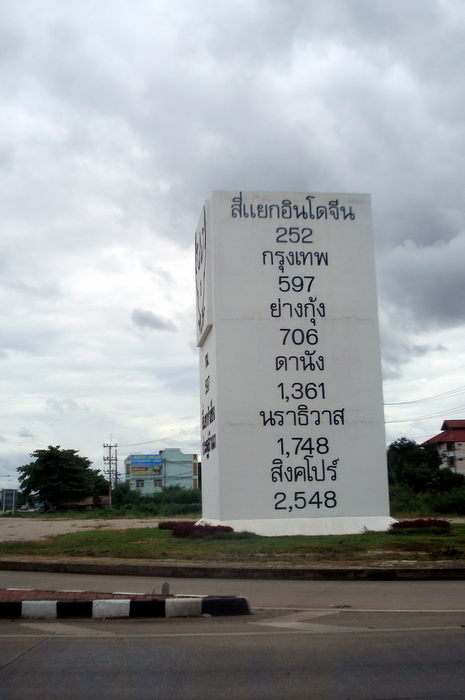 สี่แยกอินโดจีน
252
กรุงเทพ
597
ย่างกุ้ง
706
ดานัง
1,361
นราธิวาส
1,748
สิงคโปร์
2,548